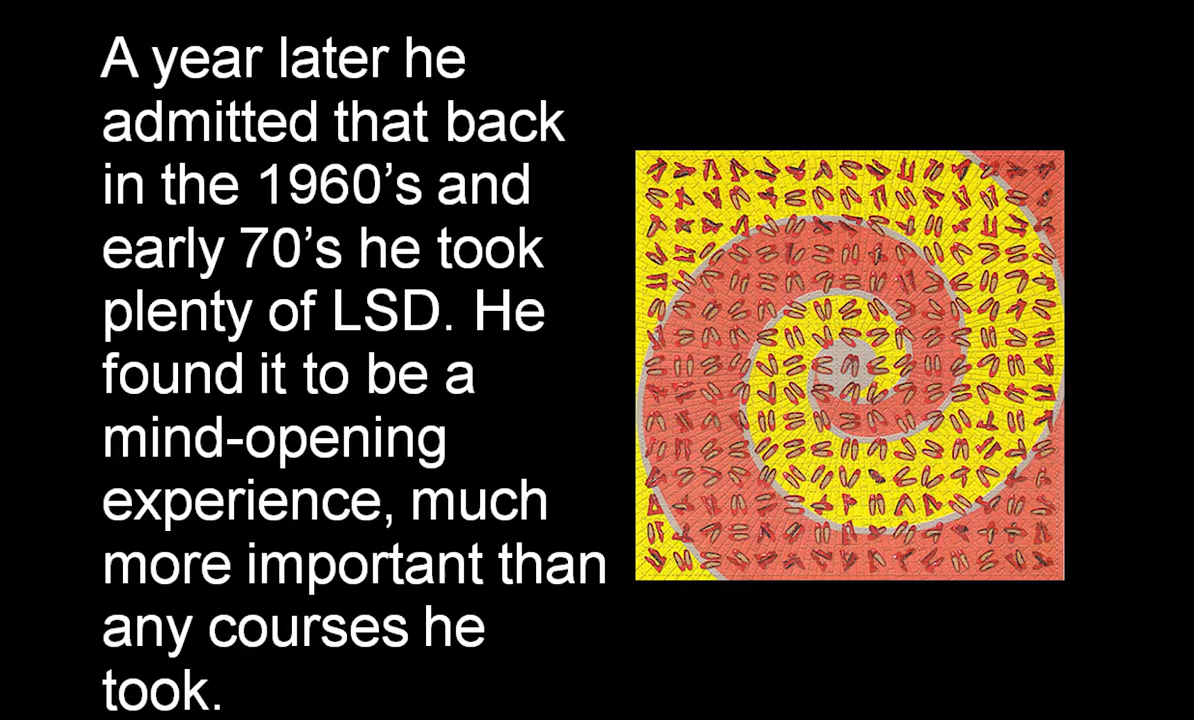 A year later he
admitted that back
in the 1960’s and
early 70’s he took
plenty of LSD. He
found it to be a
mind-opening
experience, much
more important than
any courses he
took.